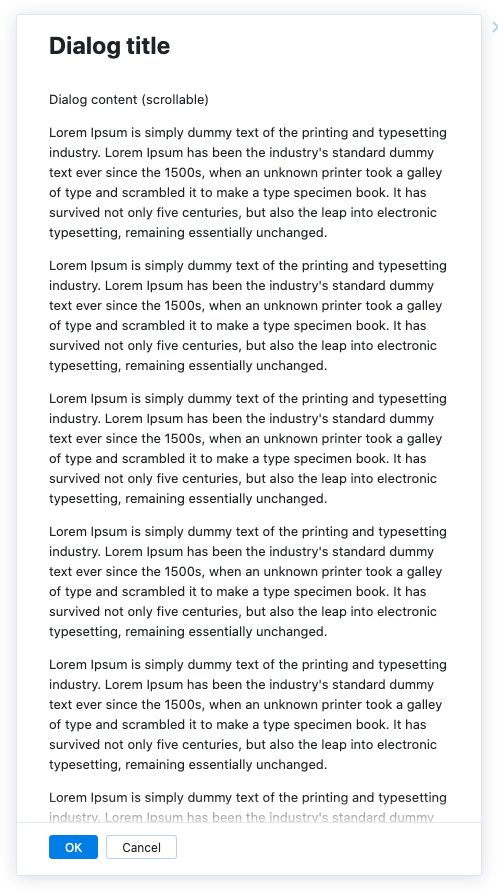 Dialog title
Dialog content (scrollable)
Lorem Ipsum is simply dummy text of the printing and typesetting
industry. Lorem Ipsum has been the industry's standard dummy
text ever since the 1500s, when an unknown printer took a galley
of type and scrambled it to make a type specimen book. It has
survived not only five centuries, but also the leap into electronic
typesetting, remaining essentially unchanged.
Lorem Ipsum is simply dummy text of the printing and typesetting
industry. Lorem Ipsum has been the industry's standard dummy
text ever since the 1500s, when an unknown printer took a galley
of type and scrambled it to make a type specimen book. It has
survived not only five centuries, but also the leap into electronic
typesetting, remaining essentially unchanged.
Lorem Ipsum is simply dummy text of the printing and typesetting
industry. Lorem Ipsum has been the industry's standard dummy
text ever since the 1500s, when an unknown printer took a galley
of type and scrambled it to make a type specimen book. It has
survived not only five centuries, but also the leap into electronic
typesetting, remaining essentially unchanged.
Lorem Ipsum is simply dummy text of the printing and typesetting
industry. Lorem Ipsum has been the industry's standard dummy
text ever since the 1500s, when an unknown printer took a galley
of type and scrambled it to make a type specimen book. It has
survived not only five centuries, but also the leap into electronic
typesetting, remaining essentially unchanged.
Lorem Ipsum is simply dummy text of the printing and typesetting
industry. Lorem Ipsum has been the industry's standard dummy
text ever since the 1500s, when an unknown printer took a galley
of type and scrambled it to make a type specimen book. It has
survived not only five centuries, but also the leap into electronic
typesetting, remaining essentially unchanged.
Lorem Ipsum is simply dummy text of the printing and typesetting
industry. Lorem Ipsum has been the industry's standard dummy
OK
Cancel